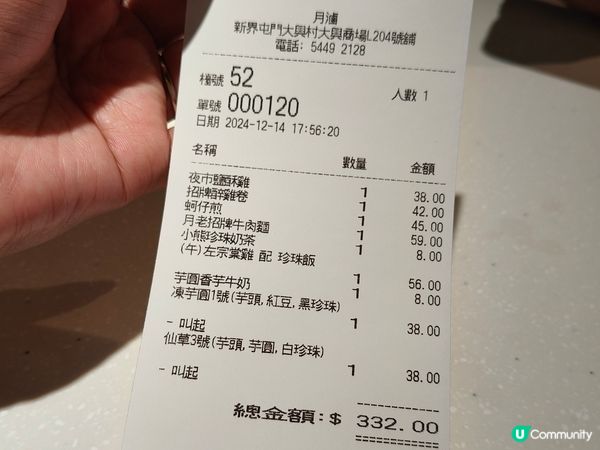 月瀘
新界屯門大興村大興商場L204號舖
電話: 5449 2128
檯號 52 人數 1
單號 000120
日期 2024-12-14 17:56:20
名稱 數量 金額
夜市鹽酥雞 1 38.00
招牌醉雞卷 1 42.00
蚵仔煎 1 45.00
月老招牌牛肉麵 1 59.00
小熊珍珠奶茶 1 8.00
(午)左宗棠雞 配 珍珠飯
1 56.00
芋圓香芋牛奶 1 8.00
凍芋圓1號(芋頭,紅豆,黑珍珠)
1 38.00
- 叫起
仙草3號(芋頭,芋圓,白珍珠)
1 38.00
- 叫起
總金額:$ 332.00
U Community